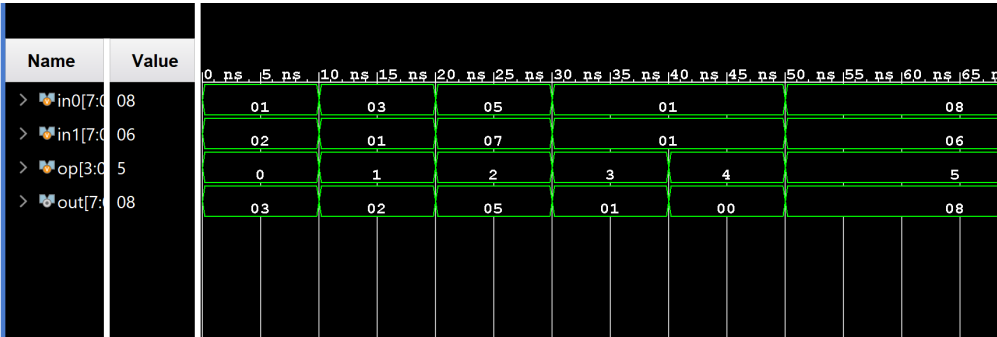 Name Value 0 ns 5 ns 10 ns 15 ns 20 ns 25 ns 30 ns 35 ns 40 ns 45 ns 50 ns 55 ns 60 ns 65
in0[7:0 08 01 03 05 01 08
in1[7:0 06 02 01 07 01 06
op[3:0 5 0 1 2 3 4 5
out[7:0 08 03 02 05 01 00 08